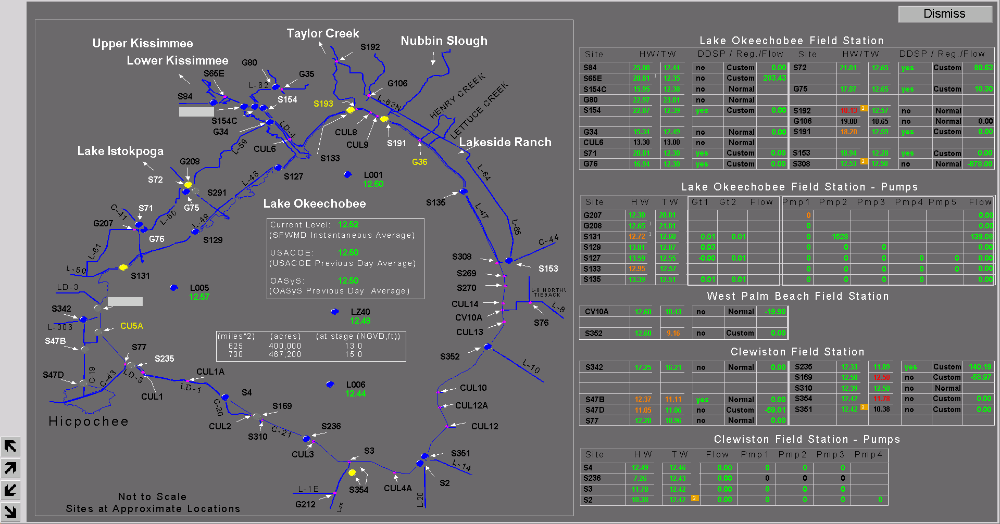 Dismiss
Upper Kissimmee
Lower Kissimmee
Taylor Creek
Nubbin Slough
S65E
G80
G35
S192
L-62
G106
S84
S154
S193
L-63N
HENRY CREEK
LETTUCE CREEK
S154C
G34
LD-4
CUL8
CUL9
S191
Lakeside Ranch
CUL6
L-59
S133
G36
Lake Istokpoga
G208
S72
S127
L001
12.60
L-64
L-48
S291
S135
G75
Lake Okeechobee
S71
C-41
L-60
L-49
L-47
G207
G76
S129
L-65
Current Level: 12.52
(SFWMD Instantaneous Average)
USACOE: 12.50
(USACOE Previous Day Average)
OASyS: 12.50
(OASyS Previous Day Average)
C-44
L-61
S308
S153
L-50
S131
S269
LD-3
L005
12.57
S270
L-8 NORTH\
TIEBACK
CUL14
L-8
S342
LZ40
12.48
CV10A
S76
L-306
CU5A
CUL13
S47B
(miles^2) (acres) (at stage (NGVD,ft))
625 400,000 13.0
730 467,200 15.0
S77
S235
S352
L-10
S47D
C-19
C-43
LD-3
CUL1A
LD-1
CUL1
L006
12.44
CUL10
S4
CUL12A
C-20
S169
Hicpochee
CUL2
S310
C-21
S236
CUL12
CUL3
S3
S351
L-14
S354
CUL4A
S2
L-1E
G212
L-25
L-20
Not to Scale
Sites at Approximate Locations
Lake Okeechobee Field Station
Site HW/TW DDSP / Reg./Flow Site HW/TW DDSP / Reg./Flow
S84 25.00 12.44 no Custom 0.00 S72 21.01 12.65 yes Custom 80.63
S65E 20.81 1 12.35 no Custom 203.43
S154C 15.95 12.38 no Normal G75 17.07 12.65 yes Custom 10.30
G80 22.97 23.01 no Normal
S154 22.87 12.39 yes Custom 0.00 S192 18.13 2 12.57 no Normal
G106 19.00 18.65 no Normal 0.00
G34 15.34 12.49 no Normal 0.00 S191 18.20 12.59 yes Custom 0.00
CUL6 13.30 13.00 no Normal
S71 20.01 12.30 yes Custom 0.00 S153 18.94 12.28 yes Custom 0.00
G76 16.94 12.30 yes Custom 0.00 S308 12.53 2 12.50 no Normal -878.00
Lake Okeechobee Field Station - Pumps
Site HW TW Gt1 Gt2 Flow Pmp1 Pmp2 Pmp3 Pmp4 Pmp5 Flow
G207 12.30 20.01 0 0.00
G208 12.65 1 21.01 0 0.00
S131 12.72 1 12.60 0.01 0.01 0 1528 139.08
S129 13.01 12.87 0.03 0 0 0 0.00
S127 13.59 12.55 -0.00 0.01 0 0 0 0 0 0.00
S133 12.95 12.57 0 0 0 0 0 0.00
S135 13.39 12.51 0.01 0.01 0 0 0 0 0.00
West Palm Beach Field Station
CV10A 12.60 10.43 no Normal -19.90
S352 12.60 9.16 no Custom 0.00
Clewiston Field Station
S342 17.25 16.21 no Normal 0.00 S235 12.33 11.09 yes Custom 140.19
S169 12.50 12.50 no Custom -58.97
S310 12.39 12.50 no Normal
S47B 12.37 11.11 yes Normal 0.00 S354 12.42 11.78 no Custom 0.00
S47D 11.05 11.06 no Custom -59.01 S351 12.42 2 10.38 no Custom 0.00
S77 12.28 10.96 no Normal 0.00
Clewiston Field Station - Pumps
Site HW TW Flow Pmp1 Pmp2 Pmp3 Pmp4
S4 12.49 12.46 0.00 0 0 0
S236 7.26 12.43 0.00 0 0 0
S3 11.78 12.42 0.00 0 0 0
S2 10.38 12.42 2 0.00 0 0 0 0